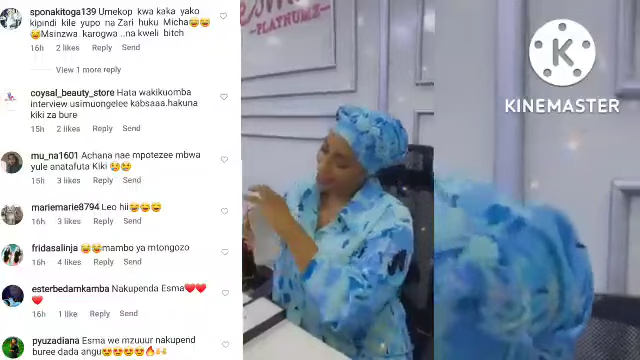 sponakitoga139 Umekop kwa kaka yako
kipindi kile yupo na Zari huku Micha😂😂
😂Msinzwa karogwa ..na kweli bitch
16h 2 likes Reply Send
View 1 more reply
coysal_beauty_store Hata wakikuomba
interview usimuongelee kabsaaa.hakuna
kiki za bure
15h 2 likes Reply Send
mu_na1601 Achana nae mpotezee mbwa
yule anatafuta Kiki 😢😢
15h 3 likes Reply Send
mariemarie8794 Leo hii😂😂😂
16h 3 likes Reply Send
fridasalinja 😂😂mambo ya mtongozo
16h 4 likes Reply Send
esterbedamkamba Nakupenda Esma❤❤
❤
16h 1 like Reply Send
pyuzadiana Esma we mzuuur nakupend
buree dada angu😍😍😍😍🔥🙌
PLATNUMZ
KINEMASTER